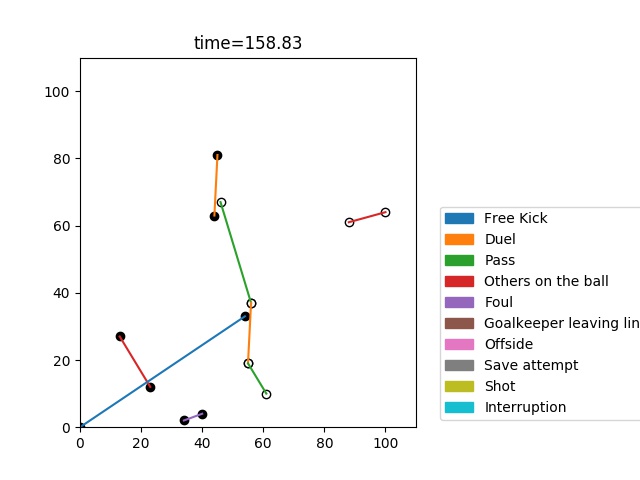 time=158.83
100
80
60
40
20
0
0 20 40 60 80 100
Free Kick
Duel
Pass
Others on the ball
Foul
Goalkeeper leaving lin
Offside
Save attempt
Shot
Interruption